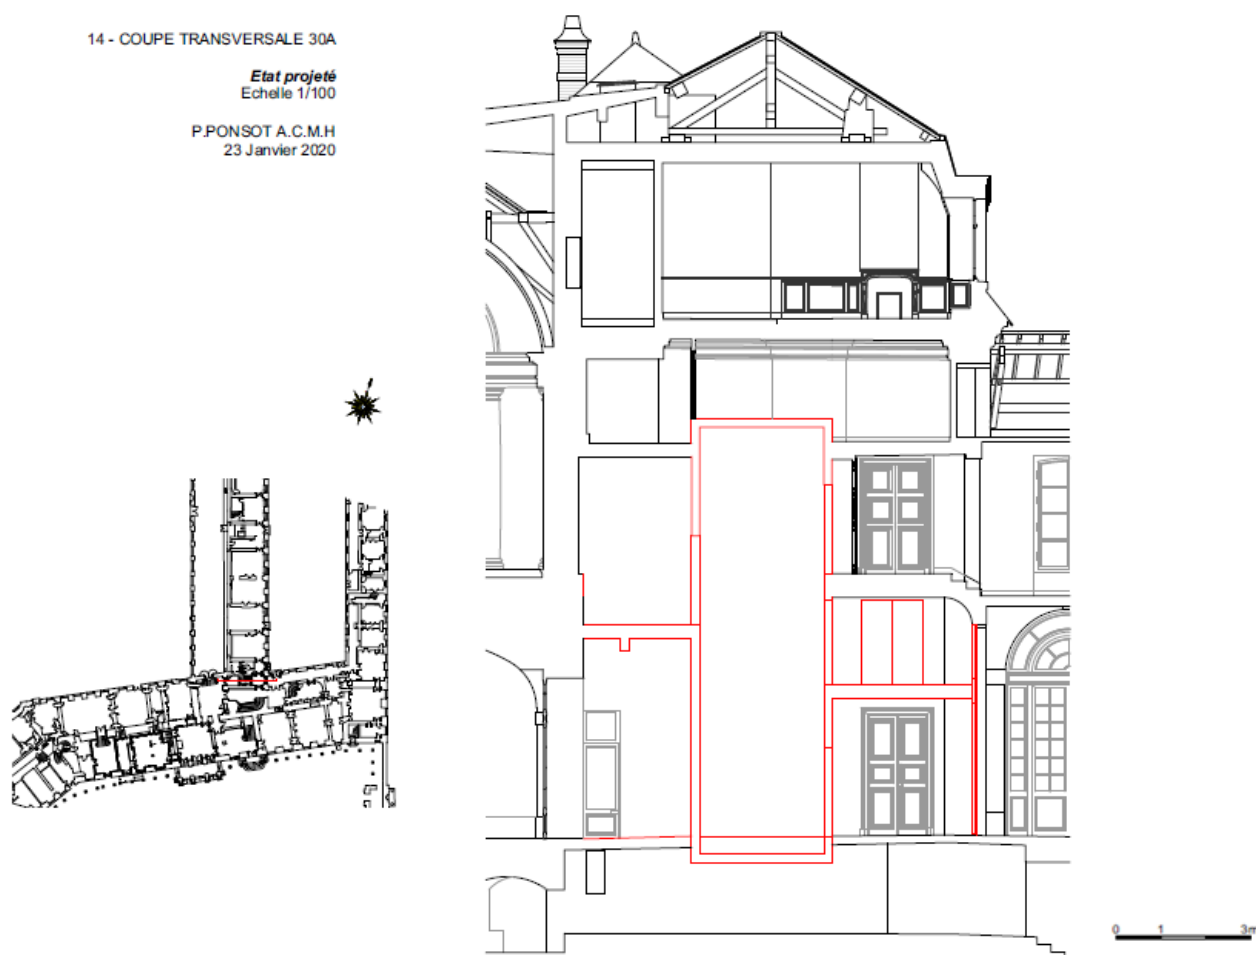 14 - COUPE TRANSVERSALE 30A
Etat projeté
Echelle 1/100
P.PONSOT A.C.M.H
23 Janvier 2020
0 1 3m